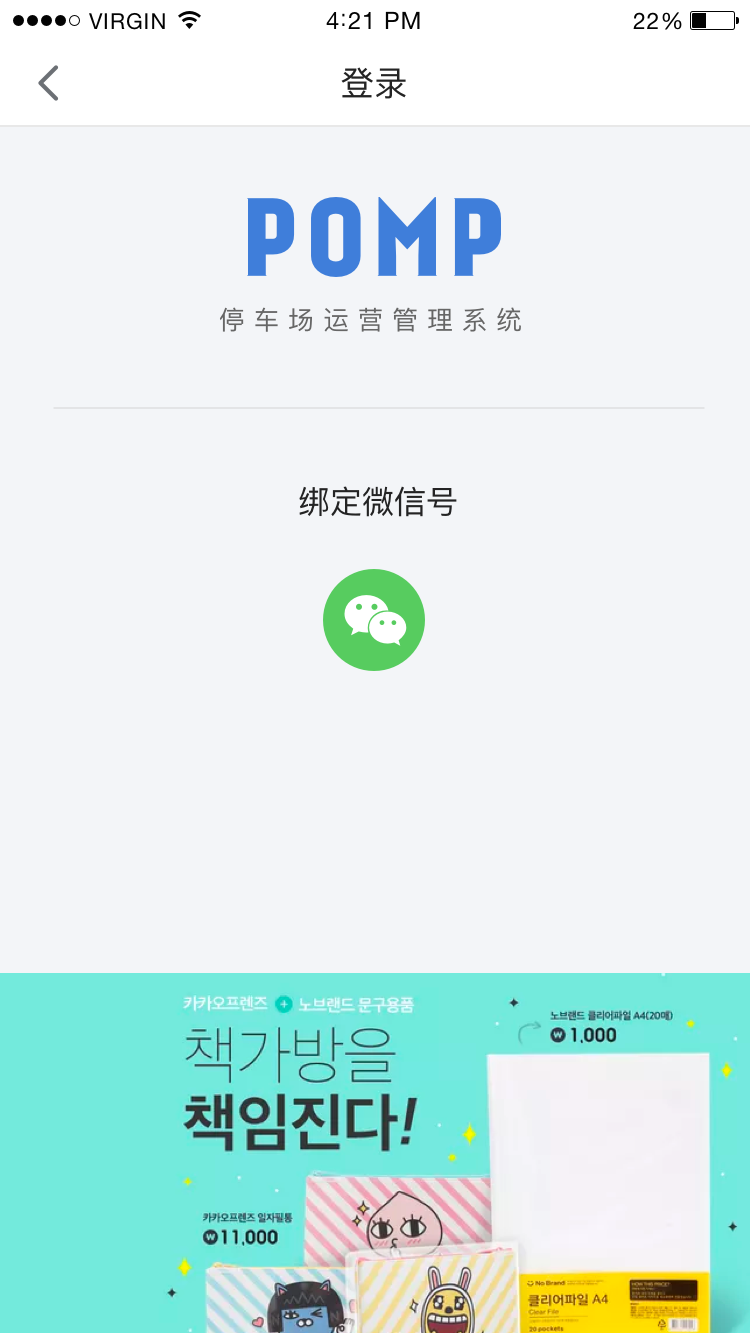 VIRGIN
4:21 PM
22%
登录
POMP
停车场运营管理系统
绑定微信号
카카오프렌즈 + 노브랜드 문구용품
책가방을
책임진다!
노브랜드 클리어파일 A4(20매)
₩ 1,000
카카오프렌즈 일자필통
₩ 11,000
No Brand
HOW THIS PRICE?
클리어파일 A4
Clear File
20 pockets